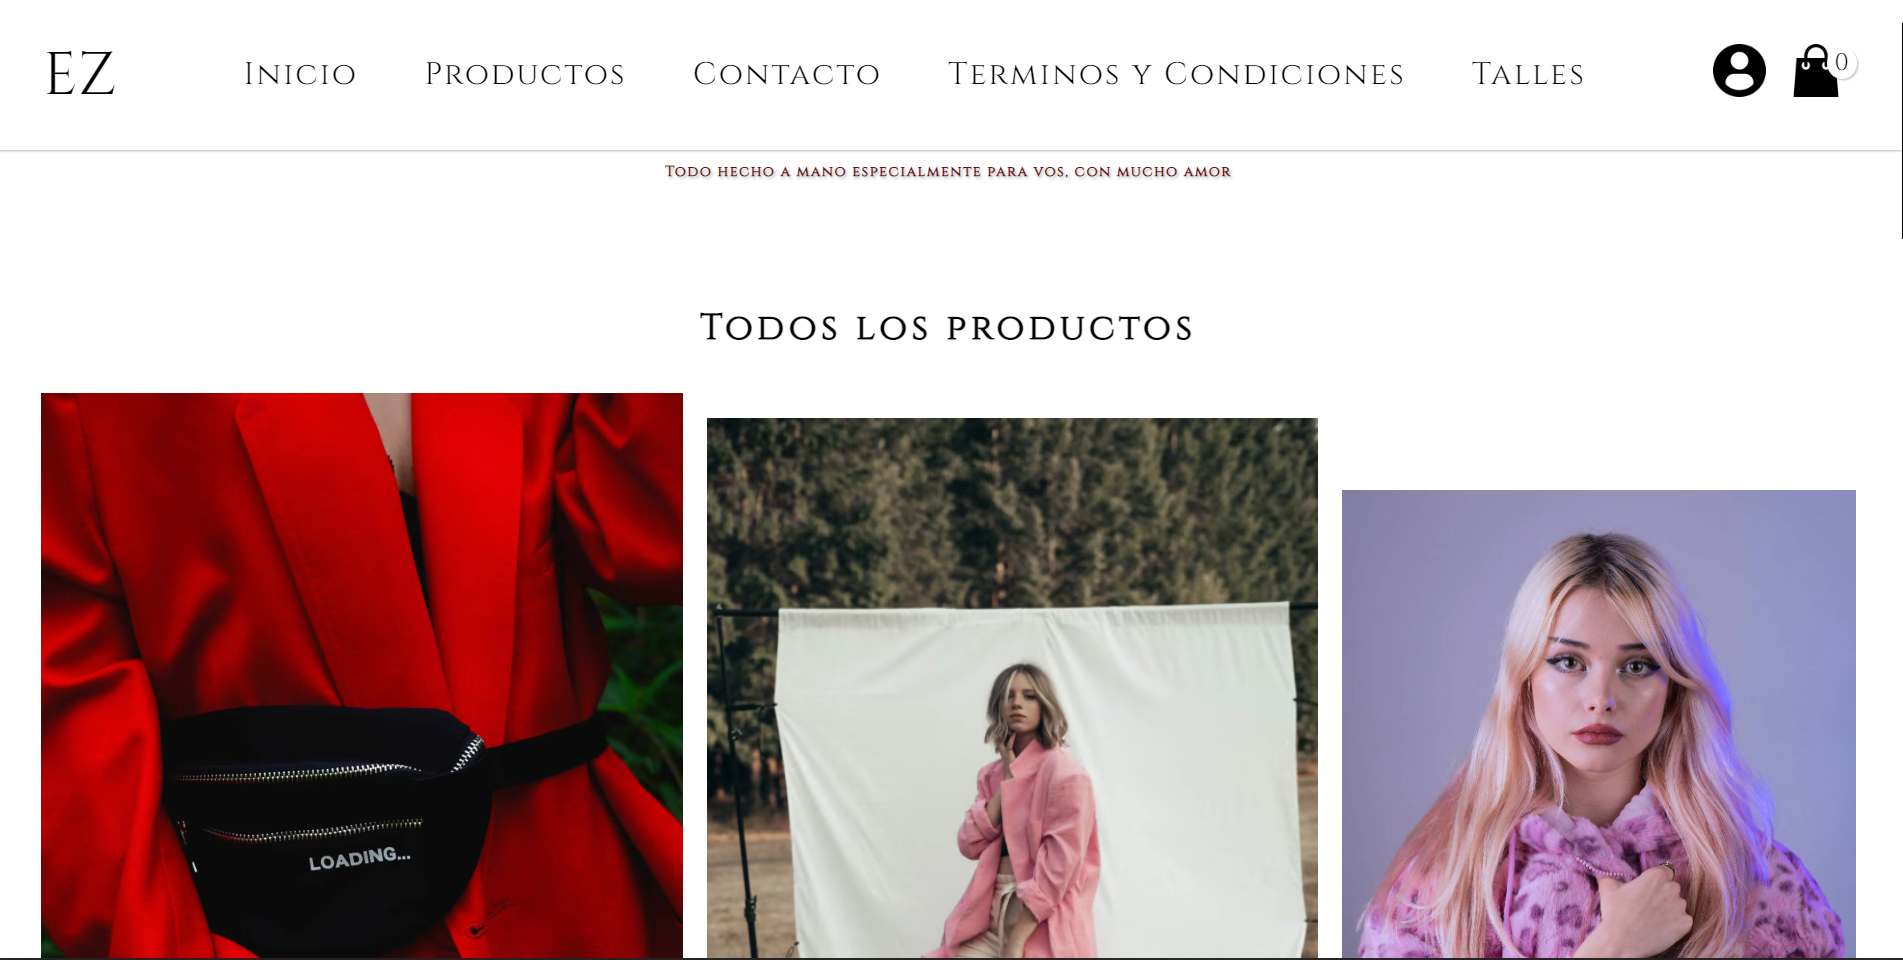 EZ
Inicio Productos Contacto Terminos y Condiciones Talles 0
Todo hecho a mano especialmente para vos, con mucho amor
Todos los productos
LOADING...